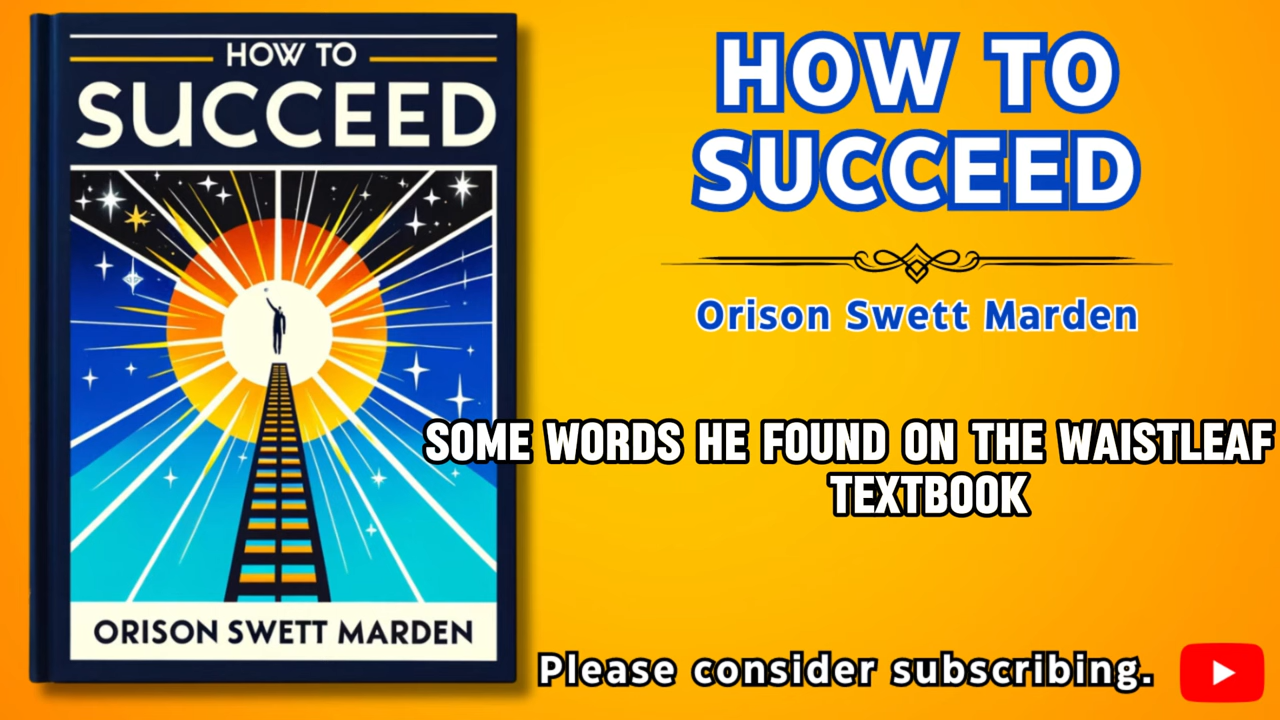 HOW TO
SUCCEED
ORISON SWETT MARDEN
HOW TO
SUCCEED
Orison Swett Marden
SOME WORDS HE FOUND ON THE WAISTLEAF
TEXTBOOK
Please consider subscribing.